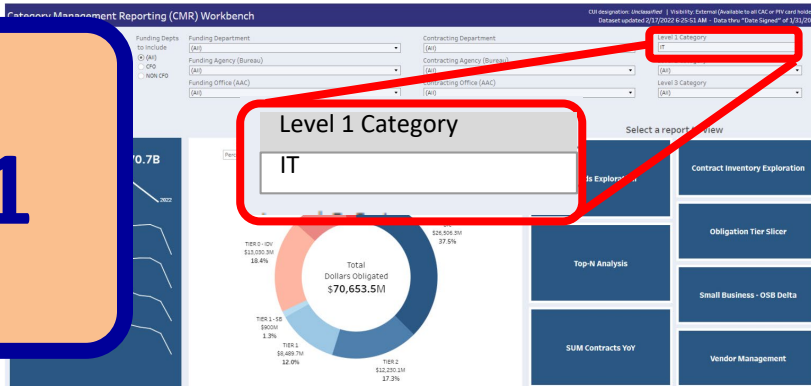 Category Management Reporting (CMR) Workbench
CUI designation: Unclassified | Visibility: External (Available to all CAC or PIV card holde
Dataset updated 2/17/2022 6:25:51 AM - Data thru "Date Signed" of 1/31/20
Funding Depts
to include
(All)
CFO
NON CFO
Funding Department
(All)
Funding Agency (Bureau)
(All)
Funding Office (AAC)
(All)
Contracting Department
(All)
Contracting Agency (Bureau)
(All)
Contracting Office (AAC)
(All)
Level 1 Category
IT
(All)
Level 3 Category
(All)
1
Level 1 Category
IT
Select a report to view
0.7B
2022
Perc
$26,506.3M
37.5%
TIER 0 - IDV
$13,030.3M
18.4%
Total
Dollars Obligated
$70,653.5M
TIER 1 - SB
$900M
1.3%
TIER 1
$8,489.7M
12.0%
TIER 2
$12,230.1M
17.3%
ds Exploration
Contract Inventory Exploration
Top-N Analysis
Obligation Tier Slicer
Small Business - OSB Delta
SUM Contracts YoY
Vendor Management